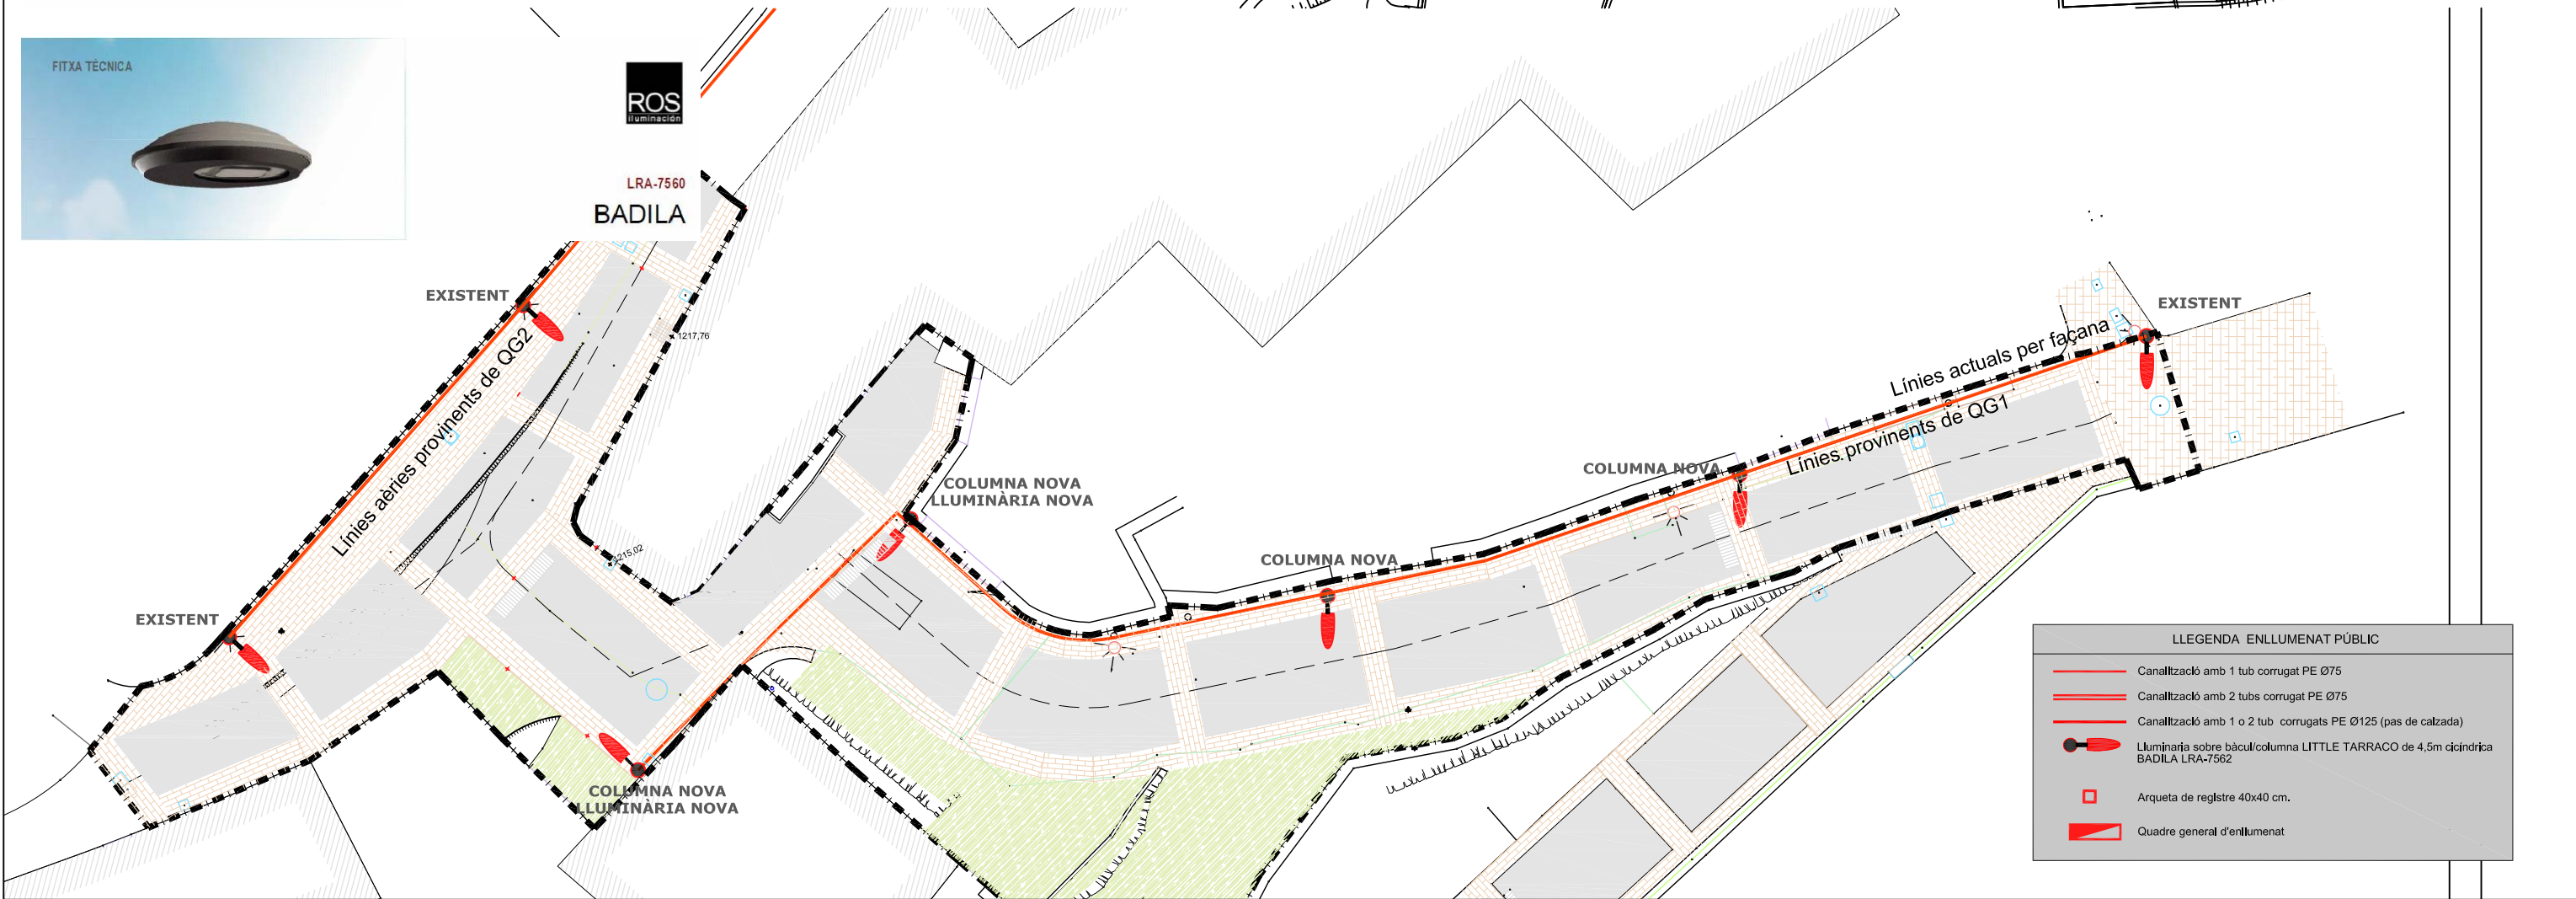 FITXA TÈCNICA
ROS
iluminación
LRA-7560
BADILA
EXISTENT
Línies aèries provinents de QG2
1217,76
1215,02
EXISTENT
COLUMNA NOVA
LLUMINÀRIA NOVA
COLUMNA NOVA
LLUMINÀRIA NOVA
COLUMNA NOVA
COLUMNA NOVA
Línies actuals per façana
Línies provinents de QG1
EXISTENT
LLEGENDA ENLLUMENAT PÚBLIC
Canalització amb 1 tub corrugat PE Ø75
Canalització amb 2 tubs corrugat PE Ø75
Canalització amb 1 o 2 tub corrugats PE Ø125 (pas de calzada)
Lluminaria sobre bàcul/columna LITTLE TARRACO de 4,5m cicíndrica
BADILA LRA-7562
Arqueta de registre 40x40 cm.
Quadre general d'enllumenat